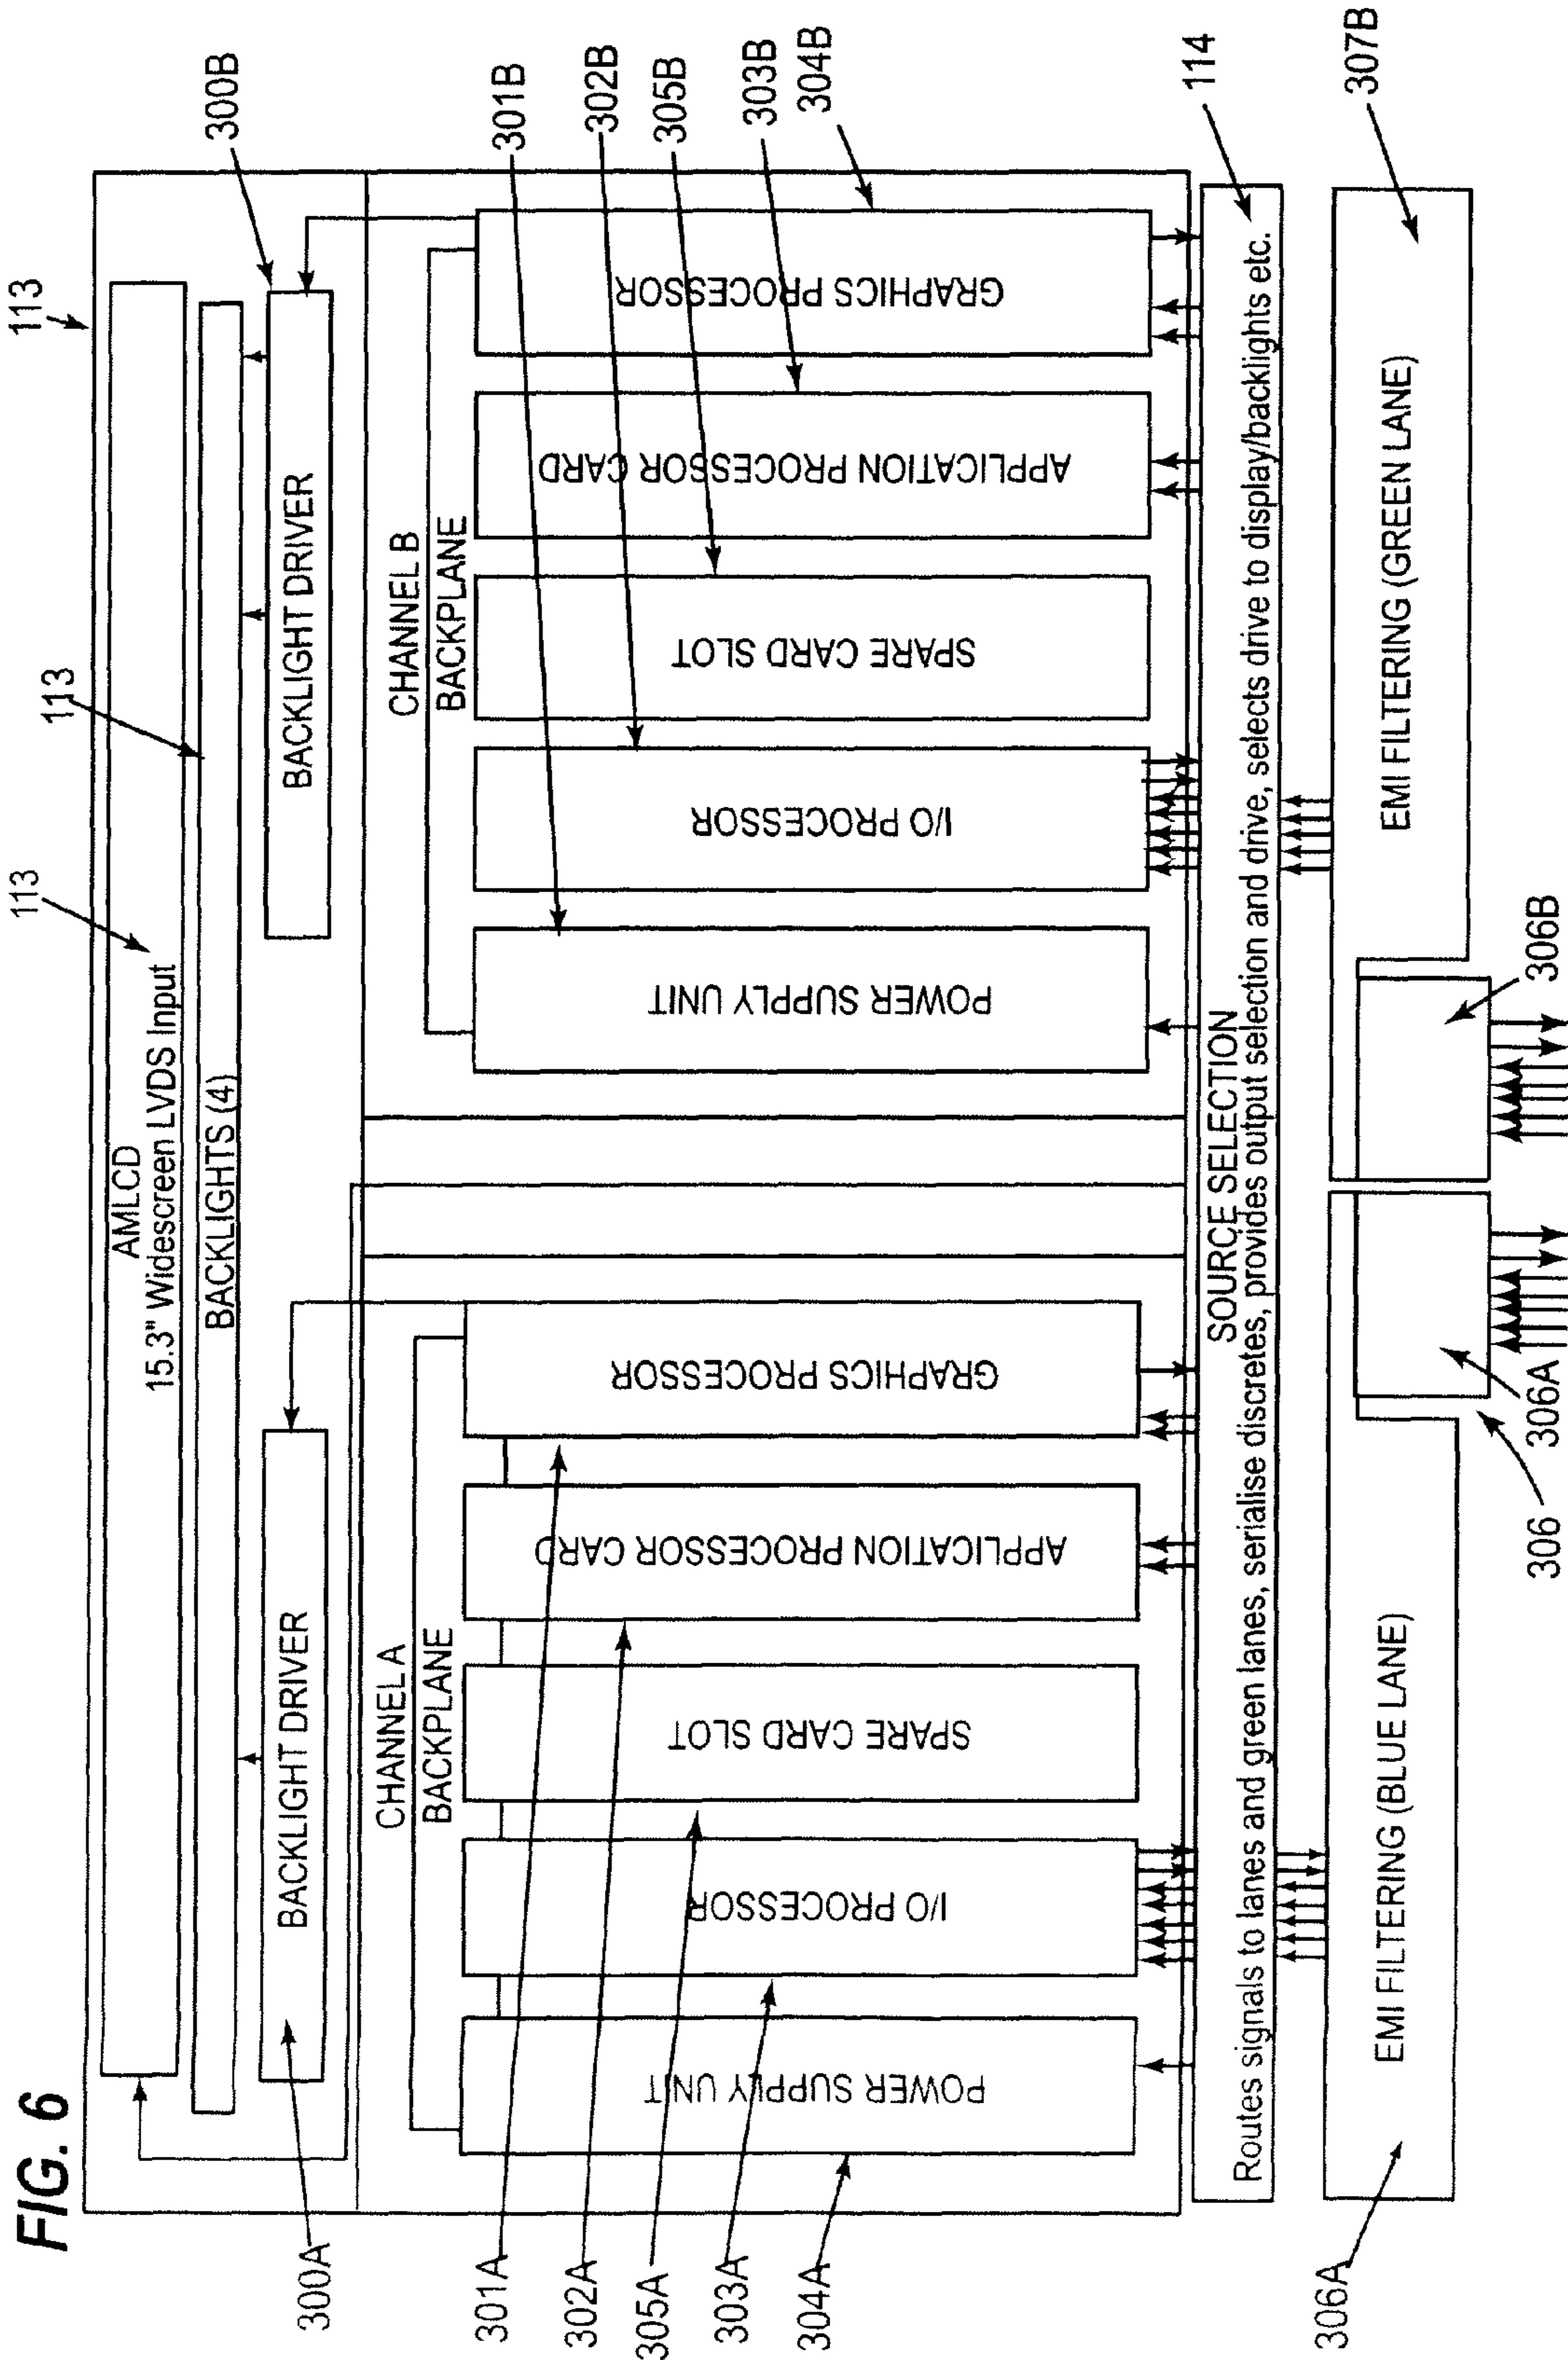 FIG. 6
113
113
113
300B
AMLCD
15.3" Widescreen LVDS Input
BACKLIGHTS (4)
BACKLIGHT DRIVER
BACKLIGHT DRIVER
300A
CHANNEL A
BACKPLANE
CHANNEL B
BACKPLANE
301A
302A
305A
303A
304A
301B
302B
305B
303B
304B
POWER SUPPLY UNIT
I/O PROCESSOR
SPARE CARD SLOT
APPLICATION PROCESSOR CARD
GRAPHICS PROCESSOR
POWER SUPPLY UNIT
I/O PROCESSOR
SPARE CARD SLOT
APPLICATION PROCESSOR CARD
GRAPHICS PROCESSOR
114
SOURCE SELECTION
Routes signals to lanes and green lanes, serialise discretes, provides output selection and drive, selects drive to display/backlights etc.
EMI FILTERING (BLUE LANE)
EMI FILTERING (GREEN LANE)
307B
306A
306
306A
306B